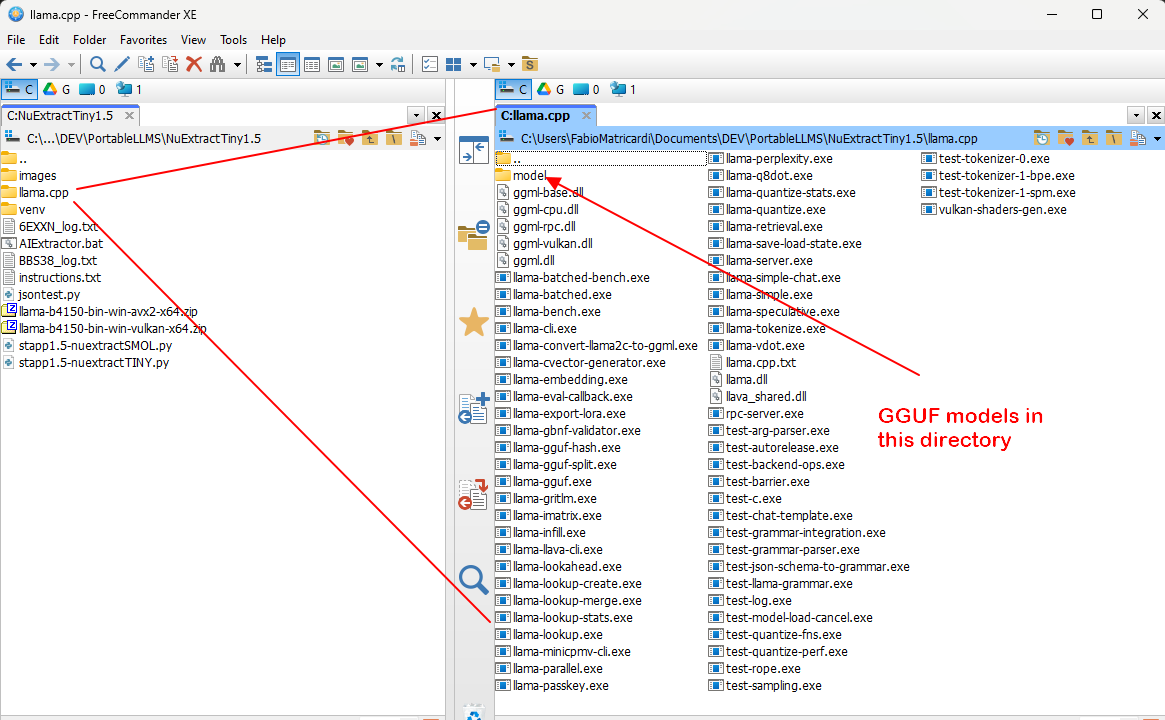 llama.cpp - FreeCommander XE
File Edit Folder Favorites View Tools Help
S
C G 0 1
C:NuExtractTiny1.5
C:\...\DEV\PortableLLMS\NuExtractTiny1.5
..
images
llama.cpp
venv
6EXXN_log.txt
AIExtractor.bat
BBS38_log.txt
instructions.txt
jsontest.py
llama-b4150-bin-win-avx2-x64.zip
llama-b4150-bin-win-vulkan-x64.zip
stapp1.5-nuextractSMOL.py
stapp1.5-nuextractTINY.py
C G 0 1
C:llama.cpp
C:\Users\FabioMatricardi\Documents\DEV\PortableLLMS\NuExtractTiny1.5\llama.cpp
..
model
ggml-base.dll
ggml-cpu.dll
ggml-rpc.dll
ggml-vulkan.dll
ggml.dll
llama-batched-bench.exe
llama-batched.exe
llama-bench.exe
llama-cli.exe
llama-convert-llama2c-to-ggml.exe
llama-cvector-generator.exe
llama-embedding.exe
llama-eval-callback.exe
llama-export-lora.exe
llama-gbnf-validator.exe
llama-gguf-hash.exe
llama-gguf-split.exe
llama-gguf.exe
llama-gritlm.exe
llama-imatrix.exe
llama-infill.exe
llama-llava-cli.exe
llama-lookahead.exe
llama-lookup-create.exe
llama-lookup-merge.exe
llama-lookup-stats.exe
llama-lookup.exe
llama-minicpmv-cli.exe
llama-parallel.exe
llama-passkey.exe
llama-perplexity.exe
llama-q8dot.exe
llama-quantize-stats.exe
llama-quantize.exe
llama-retrieval.exe
llama-save-load-state.exe
llama-server.exe
llama-simple-chat.exe
llama-simple.exe
llama-speculative.exe
llama-tokenize.exe
llama-vdot.exe
llama.cpp.txt
llama.dll
llava_shared.dll
rpc-server.exe
test-arg-parser.exe
test-autorelease.exe
test-backend-ops.exe
test-barrier.exe
test-c.exe
test-chat-template.exe
test-grammar-integration.exe
test-grammar-parser.exe
test-json-schema-to-grammar.exe
test-llama-grammar.exe
test-log.exe
test-model-load-cancel.exe
test-quantize-fns.exe
test-quantize-perf.exe
test-rope.exe
test-sampling.exe
test-tokenizer-0.exe
test-tokenizer-1-bpe.exe
test-tokenizer-1-spm.exe
vulkan-shaders-gen.exe
GGUF models in
this directory